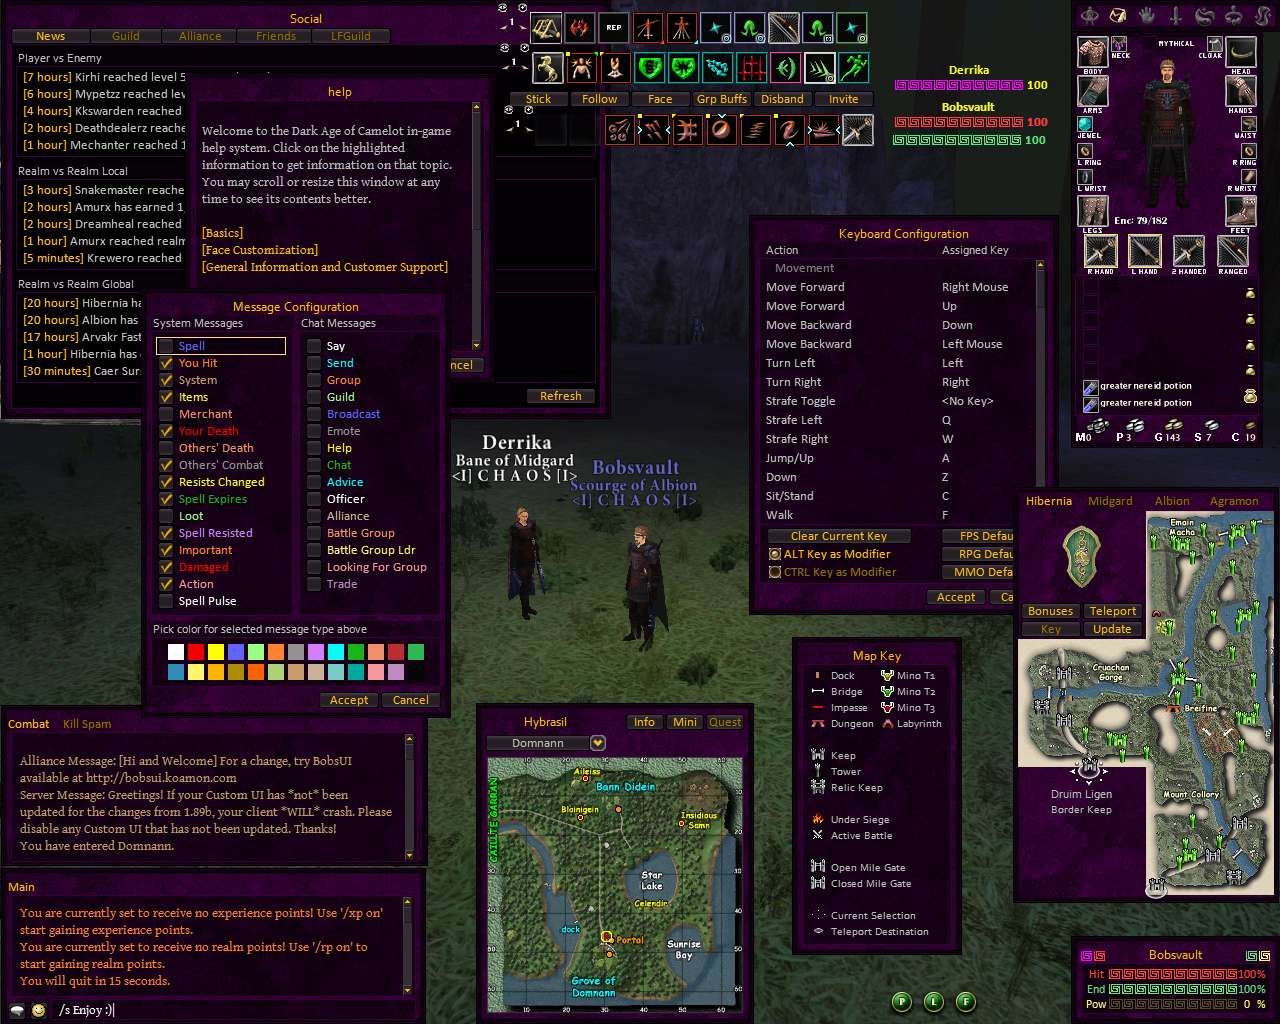 Social
News
Guild
Alliance
Friends
LFGuild
Player vs Enemy
[7 hours] Kirhi reached level 5
[6 hours] Mypetzz reached lev
[4 hours] Kkswarden reached
[2 hours] Deathdealerz reache
[1 hour] Mechanter reached 1
Realm vs Realm Local
[3 hours] Snakemaster reache
[2 hours] Amurx has earned 1,
[2 hours] Dreamheal reached
[1 hour] Amurx reached realm
[5 minutes] Krewero reached
Realm vs Realm Global
[20 hours] Hibernia ha
[20 hours] Albion has
[17 hours] Arvakr Fast
[1 hour] Hibernia has
[30 minutes] Caer Surs
Refresh
help
Welcome to the Dark Age of Camelot in-game
help system. Click on the highlighted
information to get information on that topic.
You may scroll or resize this window at any
time to see its contents better.
[Basics]
[Face Customization]
[General Information and Customer Support]
ncel
Message Configuration
System Messages
Spell
You Hit
System
Items
Merchant
Your Death
Others' Death
Others' Combat
Resists Changed
Spell Expires
Loot
Spell Resisted
Important
Damaged
Action
Spell Pulse
Chat Messages
Say
Send
Group
Guild
Broadcast
Emote
Help
Chat
Advice
Officer
Alliance
Battle Group
Battle Group Ldr
Looking For Group
Trade
Pick color for selected message type above
Accept
Cancel
1
REP
1
Stick
Follow
Face
Grp Buffs
Disband
Invite
1
Derrika
100
Bobsvault
100
100
MYTHICAL
NECK
CLOAK
BODY
HEAD
ARMS
HANDS
JEWEL
WAIST
L RING
R RING
L WRIST
R WRIST
Enc: 79/182
LEGS
FEET
R HAND
L HAND
2 HANDED
RANGED
greater nereid potion
greater nereid potion
M 0
P 3
G 143
S 7
C 19
Keyboard Configuration
Action
Assigned Key
Movement
Move Forward Right Mouse
Move Forward Up
Move Backward Down
Move Backward Left Mouse
Turn Left Left
Turn Right Right
Strafe Toggle <No Key>
Strafe Left Q
Strafe Right W
Jump/Up A
Down Z
Sit/Stand C
Walk F
Clear Current Key
FPS Defau
ALT Key as Modifier
RPG Defau
CTRL Key as Modifier
MMO Defa
Accept
Ca
Derrika
Bane of Midgard
<I] C H A O S [I>
Bobsvault
Scourge of Albion
<I] C H A O S [I>
Hibernia
Midgard
Albion
Agramon
Emain
Macha
Bonuses
Teleport
Key
Update
Cruachan
Gorge
Breifine
Mount Collory
Druim Ligen
Border Keep
Map Key
Dock
Mino T1
Bridge
Mino T2
Impasse
Mino T3
Dungeon
Labyrinth
Keep
Tower
Relic Keep
Under Siege
Active Battle
Open Mile Gate
Closed Mile Gate
Current Selection
Teleport Destination
Hybrasil
Info
Mini
Quest
Domnann
Aileiss
Bann Didein
Blainigein
Insidious
Samn
CAILLTE GARRAN
Star
Lake
Celendir
dock
Portal
Sunrise
Bay
Grove of
Domnann
Combat
Kill Spam
Alliance Message: [Hi and Welcome] For a change, try BobsUI
available at http://bobsui.koamon.com
Server Message: Greetings! If your Custom UI has *not* been
updated for the changes from 1.89b, your client *WILL* crash. Please
disable any Custom UI that has not been updated. Thanks!
You have entered Domnann.
Main
You are currently set to receive no experience points! Use '/xp on'
start gaining experience points.
You are currently set to receive no realm points! Use '/rp on' to
start gaining realm points.
You will quit in 15 seconds.
/s Enjoy :)
P
L
F
Bobsvault
Hit 100%
End 100%
Pow 0 %